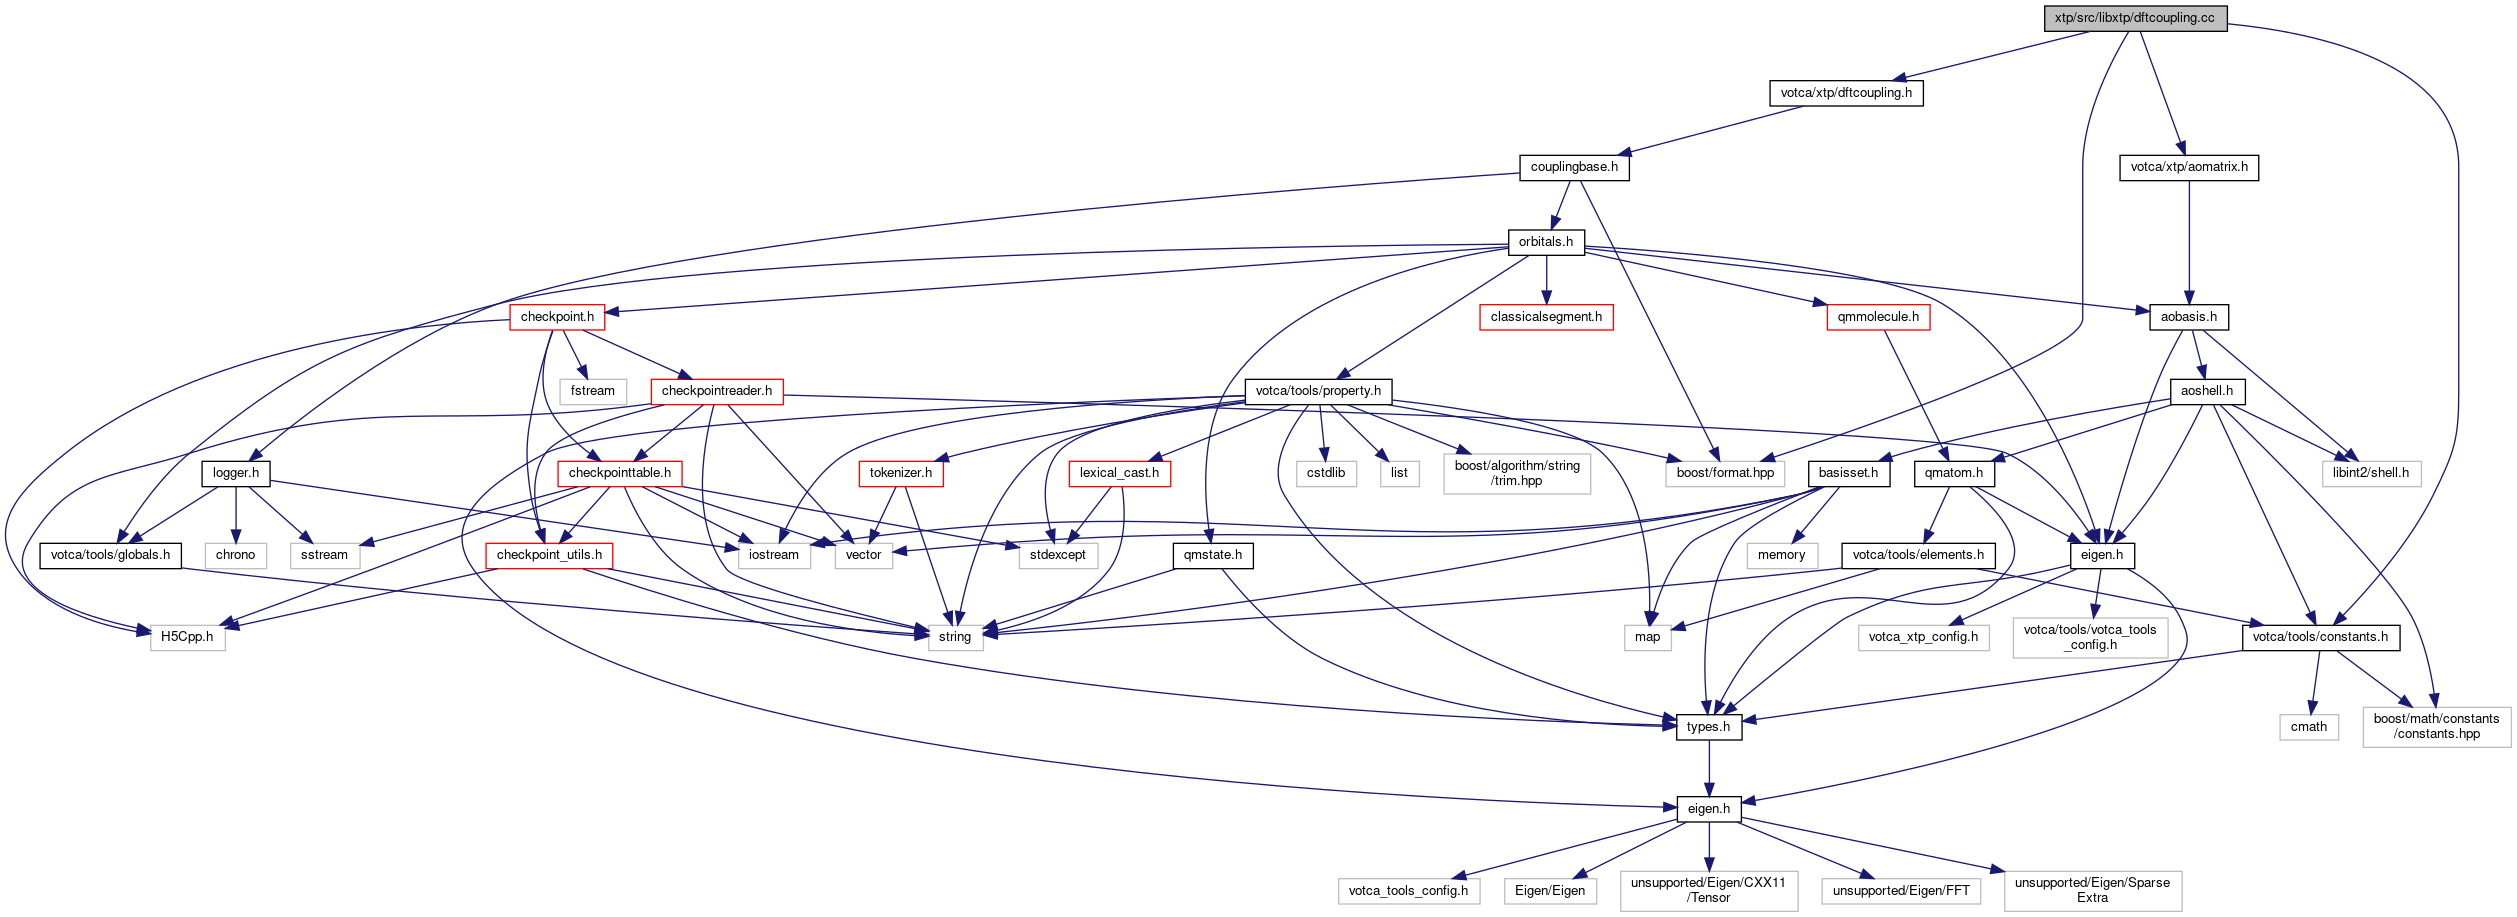 xtp/src/libxtp/dftcoupling.cc
votca/xtp/dftcoupling.h
couplingbase.h
votca/xtp/aomatrix.h
orbitals.h
checkpoint.h
classicalsegment.h
qmmolecule.h
aobasis.h
fstream
checkpointreader.h
votca/tools/property.h
aoshell.h
logger.h
checkpointtable.h
tokenizer.h
lexical_cast.h
cstdlib
list
boost/algorithm/string
/trim.hpp
boost/format.hpp
basisset.h
qmatom.h
libint2/shell.h
votca/tools/globals.h
chrono
sstream
checkpoint_utils.h
iostream
vector
stdexcept
qmstate.h
memory
votca/tools/elements.h
eigen.h
H5Cpp.h
string
map
votca_xtp_config.h
votca/tools/votca_tools
_config.h
votca/tools/constants.h
types.h
cmath
boost/math/constants
/constants.hpp
eigen.h
votca_tools_config.h
Eigen/Eigen
unsupported/Eigen/CXX11
/Tensor
unsupported/Eigen/FFT
unsupported/Eigen/Sparse
Extra